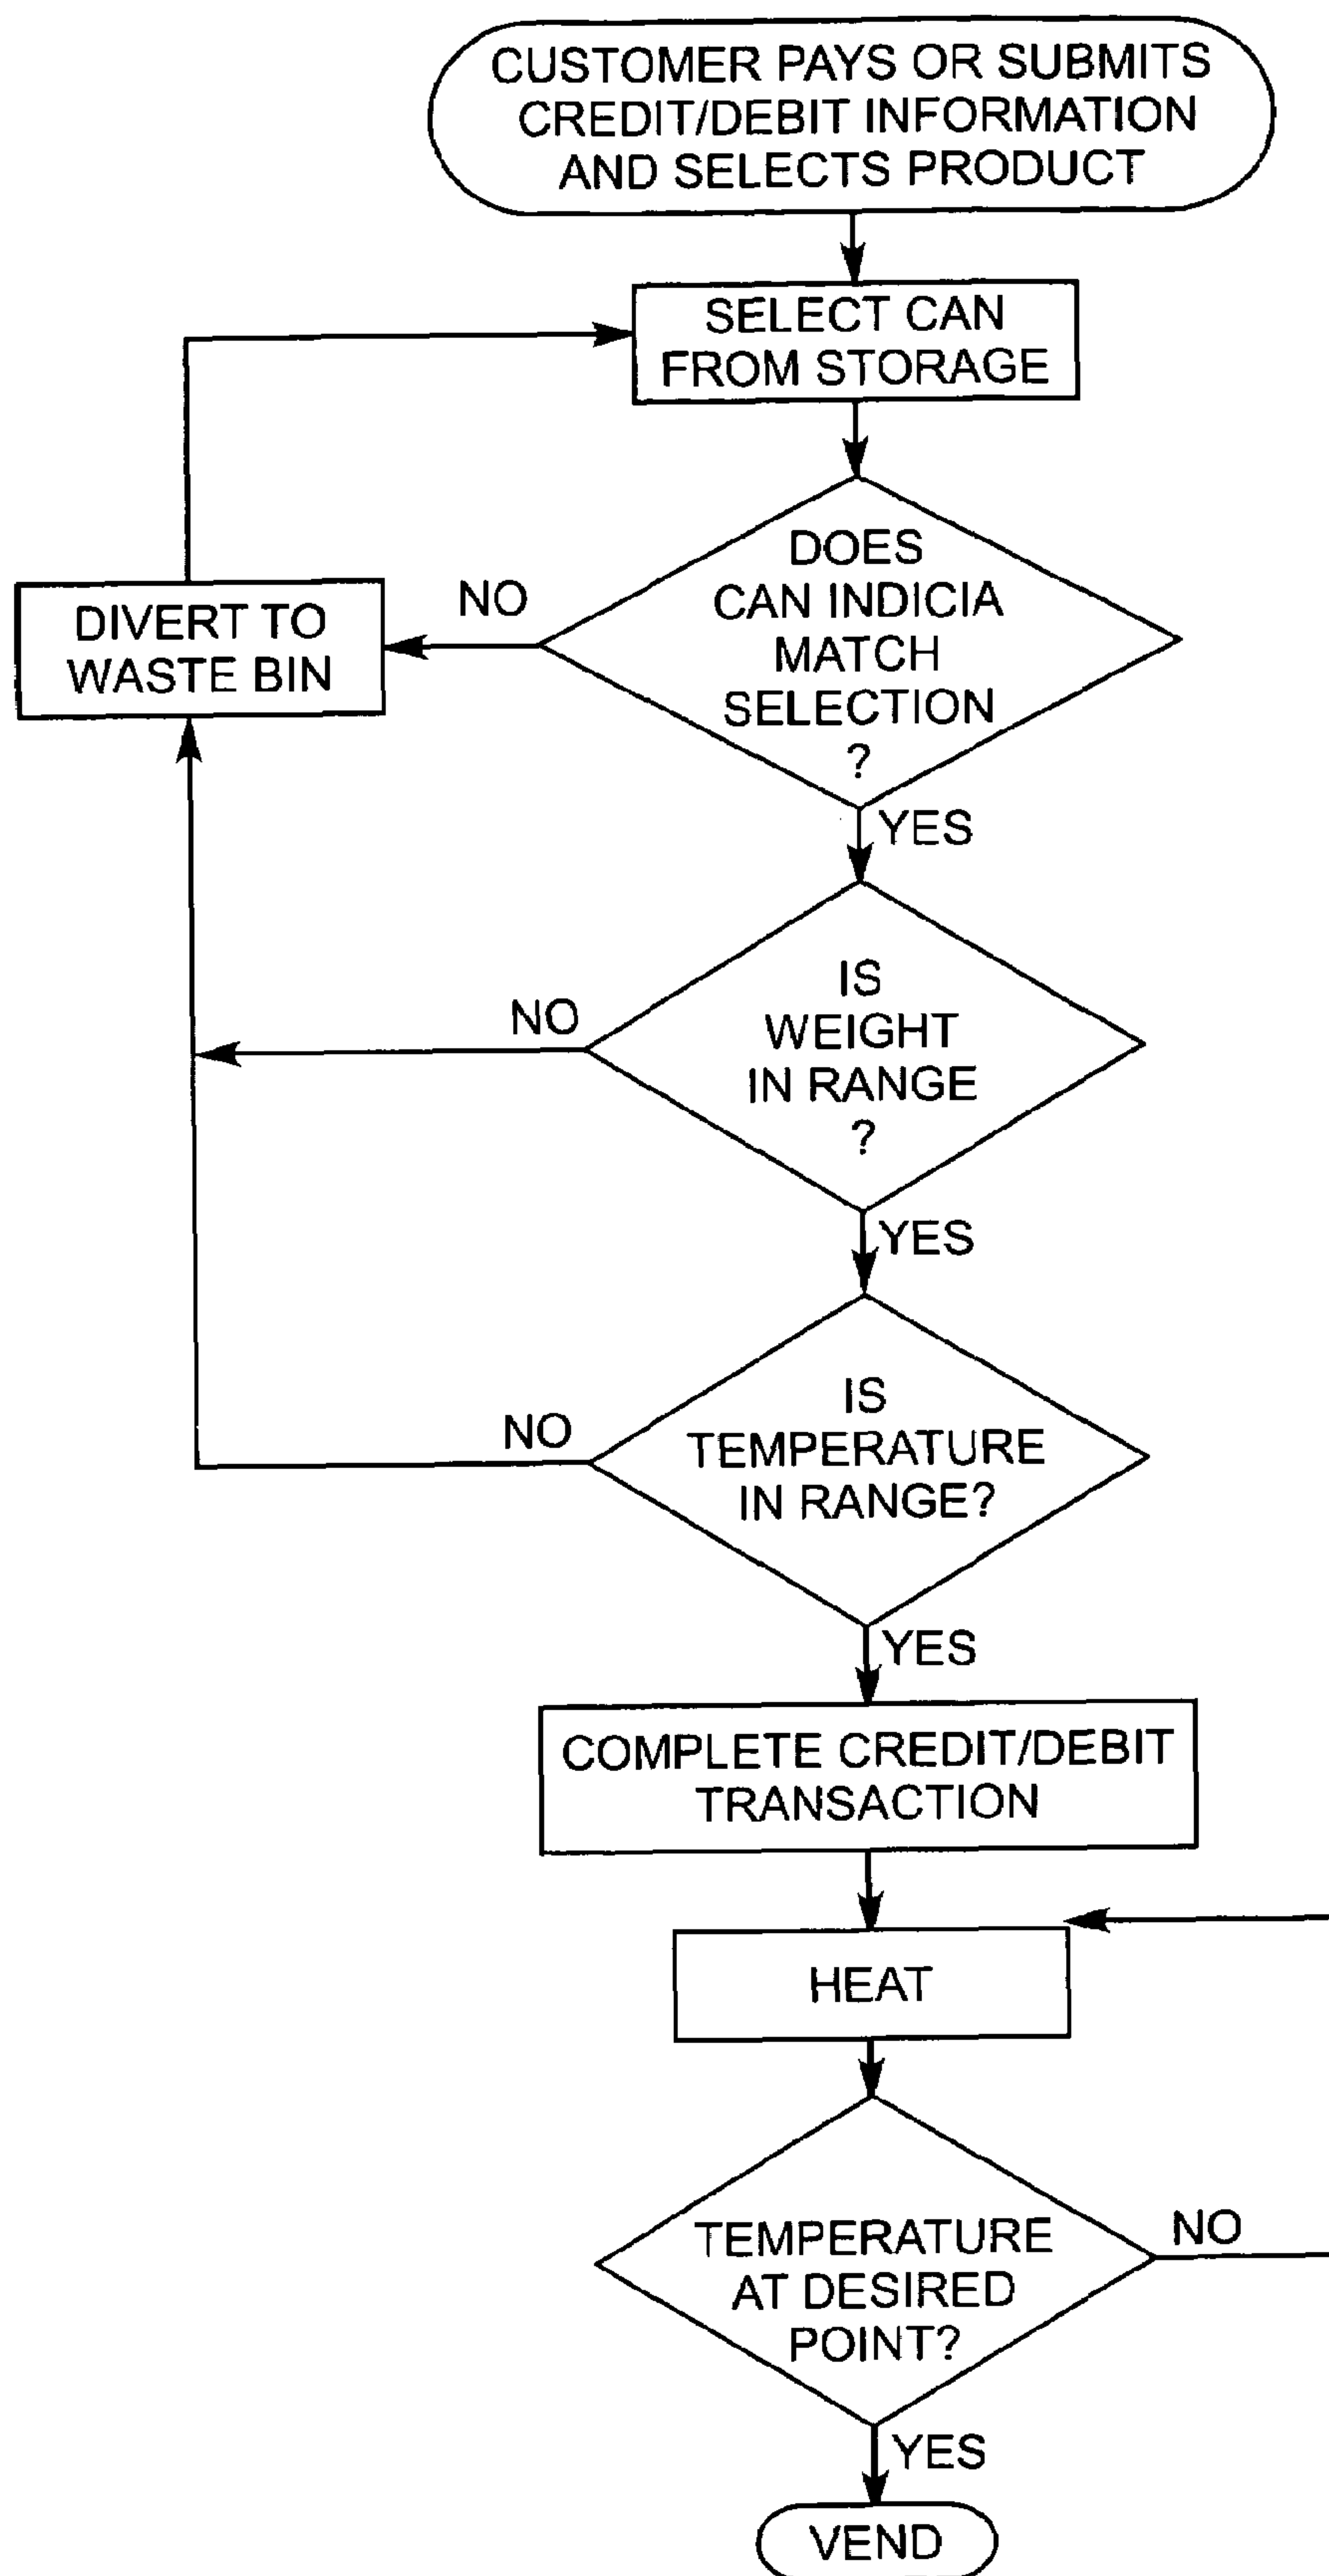 CUSTOMER PAYS OR SUBMITS
CREDIT/DEBIT INFORMATION
AND SELECTS PRODUCT
SELECT CAN
FROM STORAGE
DOES
CAN INDICIA
MATCH
SELECTION
?
NO
DIVERT TO
WASTE BIN
YES
IS
WEIGHT
IN RANGE
?
NO
YES
IS
TEMPERATURE
IN RANGE?
NO
YES
COMPLETE CREDIT/DEBIT
TRANSACTION
HEAT
TEMPERATURE
AT DESIRED
POINT?
NO
YES
VEND